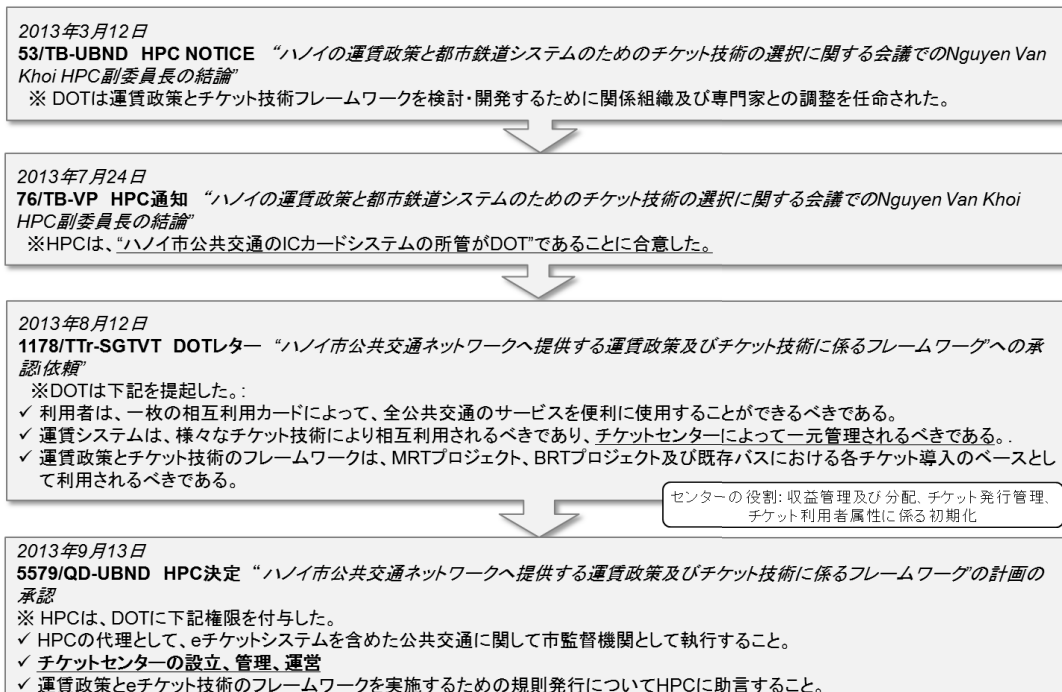 2013年3月12日
53/TB-UBND HPC NOTICE “ハノイの運賃政策と都市鉄道システムのためのチケット技術の選択に関する会議でのNguyen Van
Khoi HPC副委員長の結論”
※ DOTは運賃政策とチケット技術フレームワークを検討・開発するために関係組織及び専門家との調整を任命された。
2013年7月24日
76/TB-VP HPC通知 “ハノイの運賃政策と都市鉄道システムのためのチケット技術の選択に関する会議でのNguyen Van Khoi
HPC副委員長の結論”
※HPCは、“ハノイ市公共交通のICカードシステムの所管がDOT”であることに合意した。
2013年8月12日
1178/TTr-SGTVT DOTレター “ハノイ市公共交通ネットワークへ提供する運賃政策及びチケット技術に係るフレームワーク”への承
認依頼”
※DOTは下記を提起した。:
✓ 利用者は、一枚の相互利用カードによって、全公共交通のサービスを便利に使用することができるべきである。
✓ 運賃システムは、様々なチケット技術により相互利用されるべきであり、チケットセンターによって一元管理されるべきである。.
✓ 運賃政策とチケット技術のフレームワークは、MRTプロジェクト、BRTプロジェクト及び既存バスにおける各チケット導入のベースとし
て利用されるべきである。
センターの役割: 収益管理及び分配、チケット発行管理、
チケット利用者属性に係る初期化
2013年9月13日
5579/QD-UBND HPC決定 “ハノイ市公共交通ネットワークへ提供する運賃政策及びチケット技術に係るフレームワーク”の計画の
承認
※ HPCは、DOTに下記権限を付与した。
✓ HPCの代理として、eチケットシステムを含めた公共交通に関して市監督機関として執行すること。
✓ チケットセンターの設立、管理、運営
✓ 運賃政策とeチケット技術のフレームワークを実施するための規則発行についてHPCに助言すること。